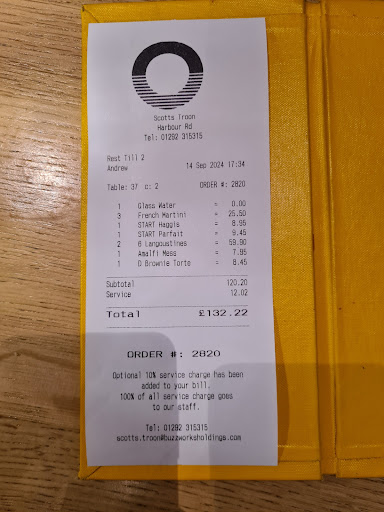 Scotts Troon
Harbour Rd
Tel: 01292 315315
Rest Till 2
Andrew 14 Sep 2024 17:34
Table: 37 c: 2 ORDER #: 2820
1 Glass Water = 0.00
3 French Martini = 25.50
1 START Haggis = 8.95
1 START Parfait = 9.45
2 6 Langoustines = 59.90
1 Amalfi Mess = 7.95
1 D Brownie Torte = 8.45
Subtotal 120.20
Service 12.02
Total £132.22
ORDER #: 2820
Optional 10% service charge has been
added to your bill.
100% of all service charge goes
to our staff.
Tel: 01292 315315
scotts.troon@buzzworksholdings.com